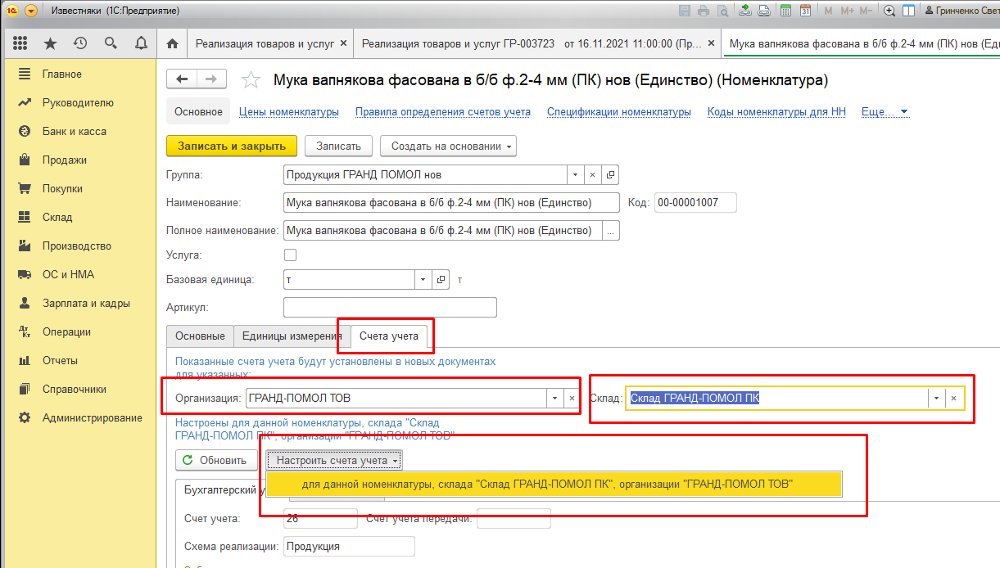 Известняки (1С:Предприятие)
M M+ M- Гринченко Свет
Реализация товаров и услуг × Реализация товаров и услуг ГР-003723 от 16.11.2021 11:00:00 (Пр... × Мука вапнякова фасована в б/б ф.2-4 мм (ПК) нов (Еди
Главное
Руководителю
Банк и касса
Продажи
Покупки
Склад
Производство
ОС и НМА
Зарплата и кадры
Операции
Отчеты
Справочники
Администрирование
Мука вапнякова фасована в б/б ф.2-4 мм (ПК) нов (Единство) (Номенклатура)
Основное Цены номенклатуры Правила определения счетов учета Спецификации номенклатуры Коды номенклатуры для НН Еще...
Записать и закрыть Записать Создать на основании
Группа: Продукция ГРАНД ПОМОЛ нов
Наименование: Мука вапнякова фасована в б/б ф.2-4 мм (ПК) нов (Единство) Код: 00-00001007
Полное наименование: Мука вапнякова фасована в б/б ф.2-4 мм (ПК) нов (Единство) ...
Услуга:
Базовая единица: т т
Артикул:
Основные Единицы измерения Счета учета
Показанные счета учета будут установлены в новых документах
для указанных:
Организация: ГРАНД-ПОМОЛ ТОВ Склад: Склад ГРАНД-ПОМОЛ ПК
Настроены для данной номенклатуры, склада "Склад
ГРАНД-ПОМОЛ ПК", организации "ГРАНД-ПОМОЛ ТОВ"
Обновить Настроить счета учета
для данной номенклатуры, склада "Склад ГРАНД-ПОМОЛ ПК", организации "ГРАНД-ПОМОЛ ТОВ"
Бухгалтерский у
Счет учета: 26 Счет учета передачи:
Схема реализации: Продукция